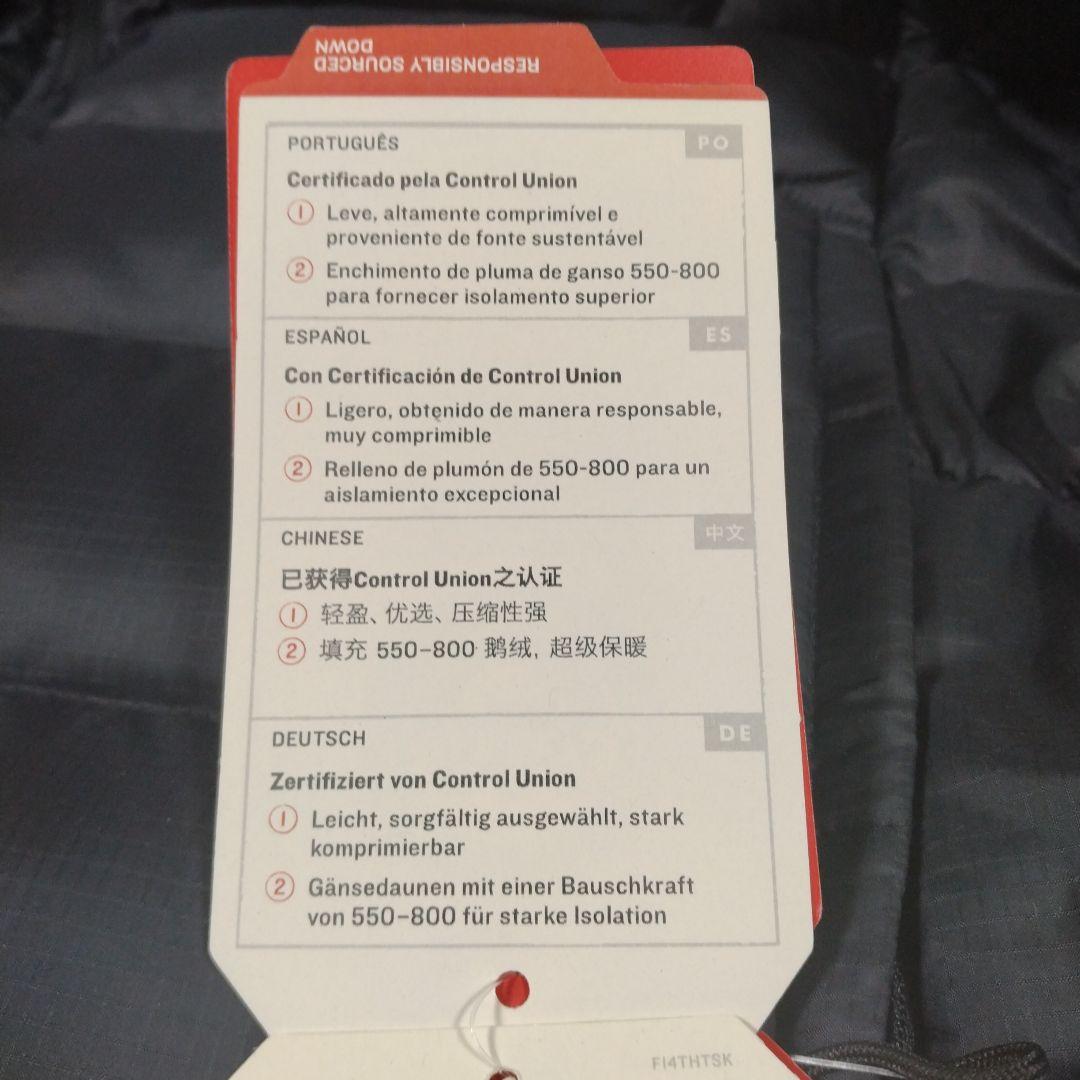 RESPONSIBLY SOURCED
DOWN
PORTUGUÊS
PO
Certificado pela Control Union
1 Leve, altamente comprimível e
proveniente de fonte sustentável
2 Enchimento de pluma de ganso 550-800
para fornecer isolamento superior
ESPAÑOL
ES
Con Certificación de Control Union
1 Ligero, obtenido de manera responsable,
muy comprimible
2 Relleno de plumón de 550-800 para un
aislamiento excepcional
CHINESE
中文
已获得Control Union之认证
1 轻盈、优选、压缩性强
2 填充 550-800 鹅绒, 超级保暖
DEUTSCH
DE
Zertifiziert von Control Union
1 Leicht, sorgfältig ausgewählt, stark
komprimierbar
2 Gänsedaunen mit einer Bauschkraft
von 550-800 für starke Isolation
FI4THTSK